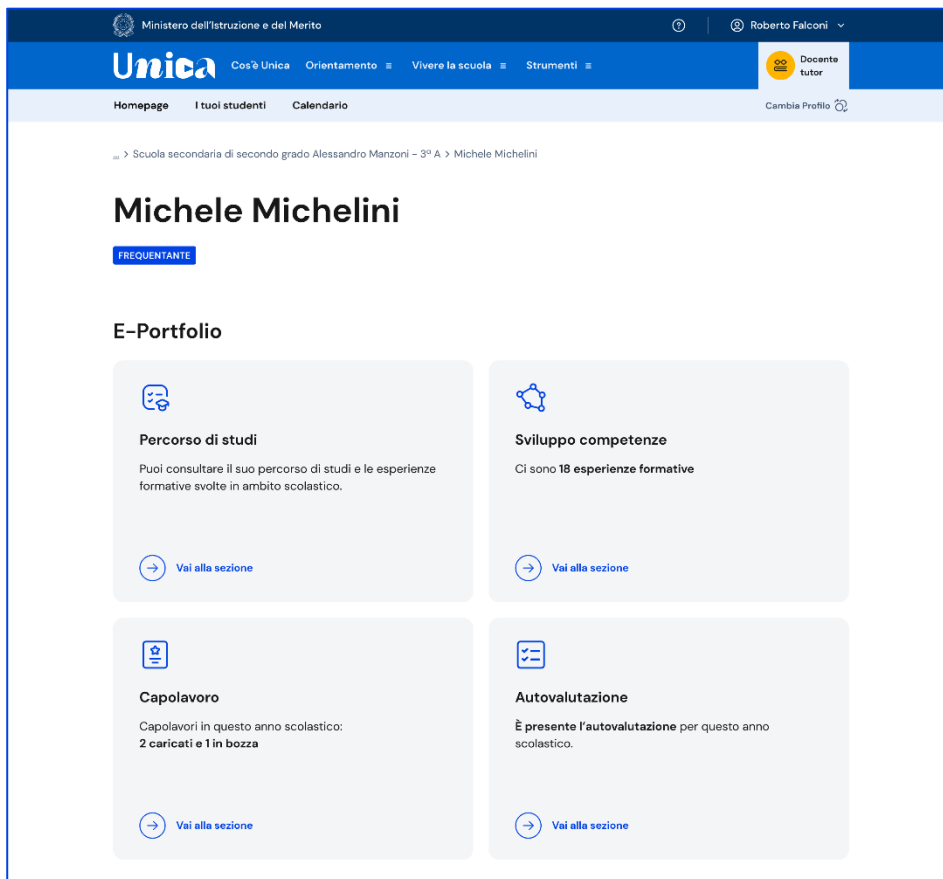 Ministero dell'Istruzione e del Merito
Roberto Falconi
Unica
Cos'è Unica Orientamento Vivere la scuola Strumenti
Docente
tutor
Homepage I tuoi studenti Calendario
Cambia Profilo
... > Scuola secondaria di secondo grado Alessandro Manzoni – 3ª A > Michele Michelini
Michele Michelini
FREQUENTANTE
E-Portfolio
Percorso di studi
Puoi consultare il suo percorso di studi e le esperienze
formative svolte in ambito scolastico.
Vai alla sezione
Sviluppo competenze
Ci sono 18 esperienze formative
Vai alla sezione
Capolavoro
Capolavori in questo anno scolastico:
2 caricati e 1 in bozza
Vai alla sezione
Autovalutazione
È presente l'autovalutazione per questo anno
scolastico.
Vai alla sezione